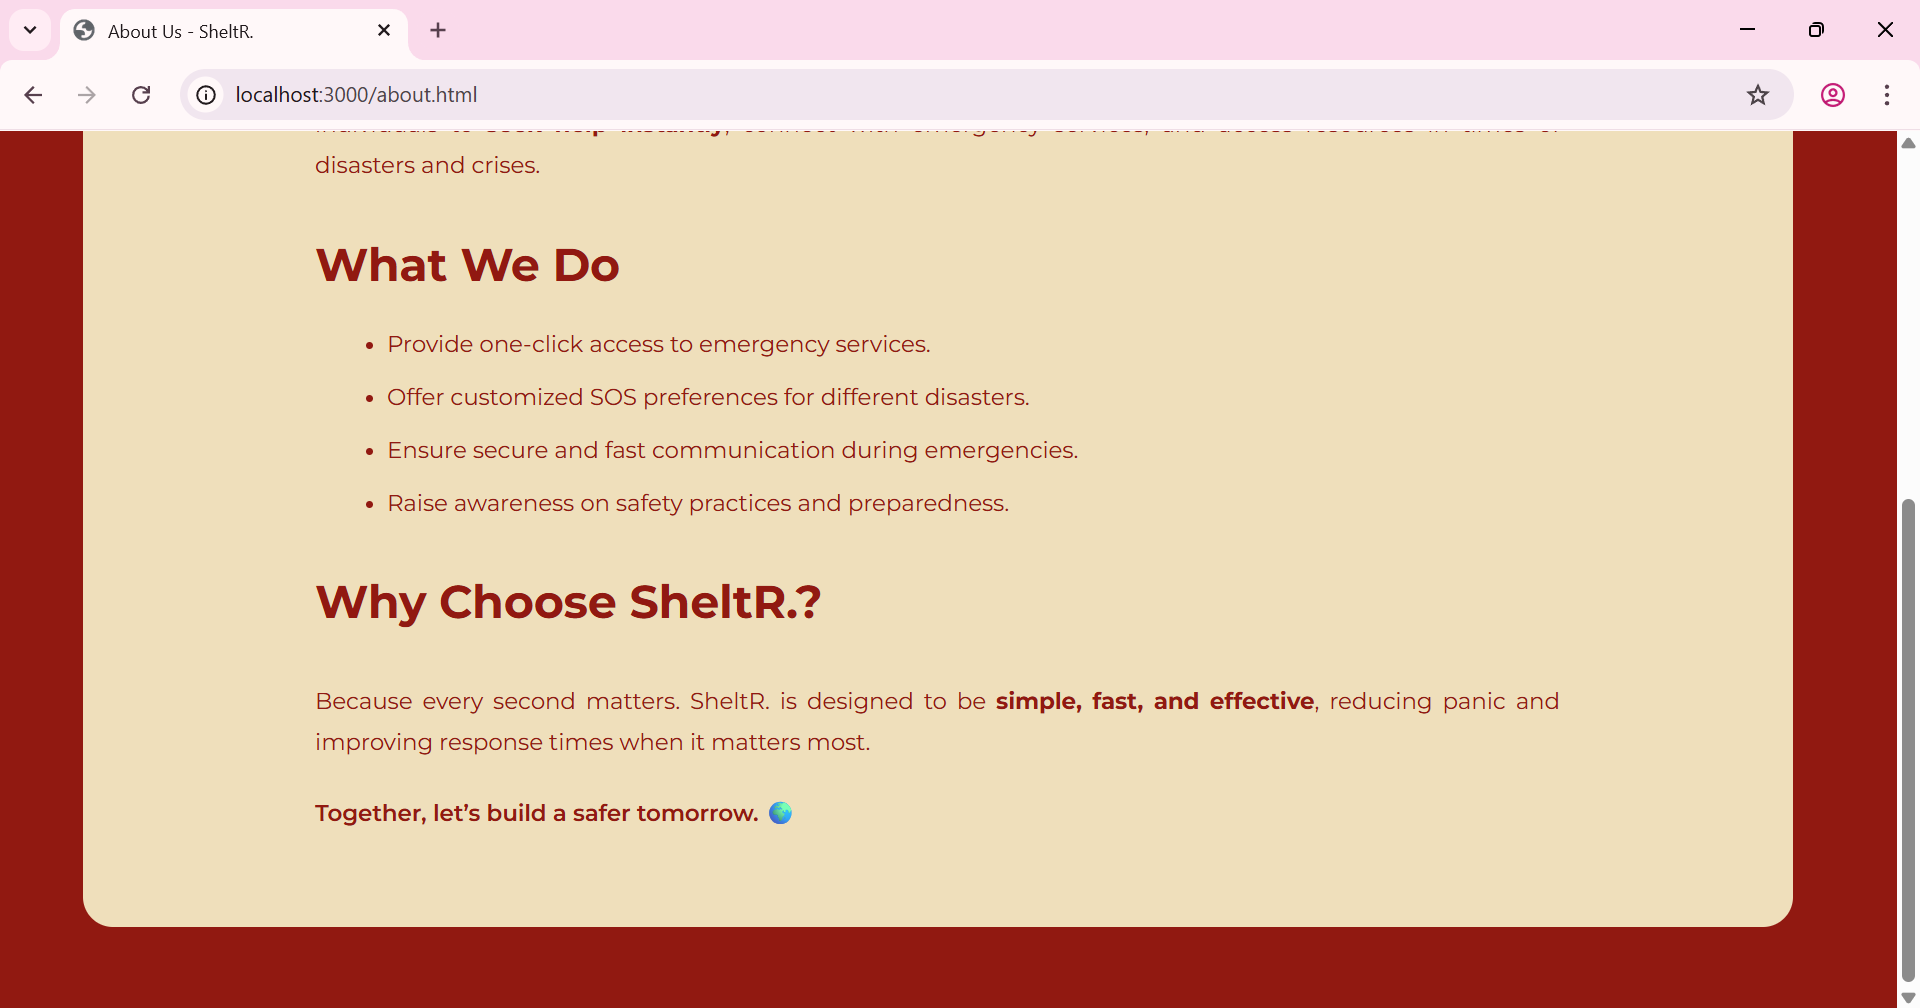 About Us - SheltR.
localhost:3000/about.html
disasters and crises.
What We Do
• Provide one-click access to emergency services.
• Offer customized SOS preferences for different disasters.
• Ensure secure and fast communication during emergencies.
• Raise awareness on safety practices and preparedness.
Why Choose SheltR.?
Because every second matters. SheltR. is designed to be simple, fast, and effective, reducing panic and
improving response times when it matters most.
Together, let’s build a safer tomorrow. 🌍